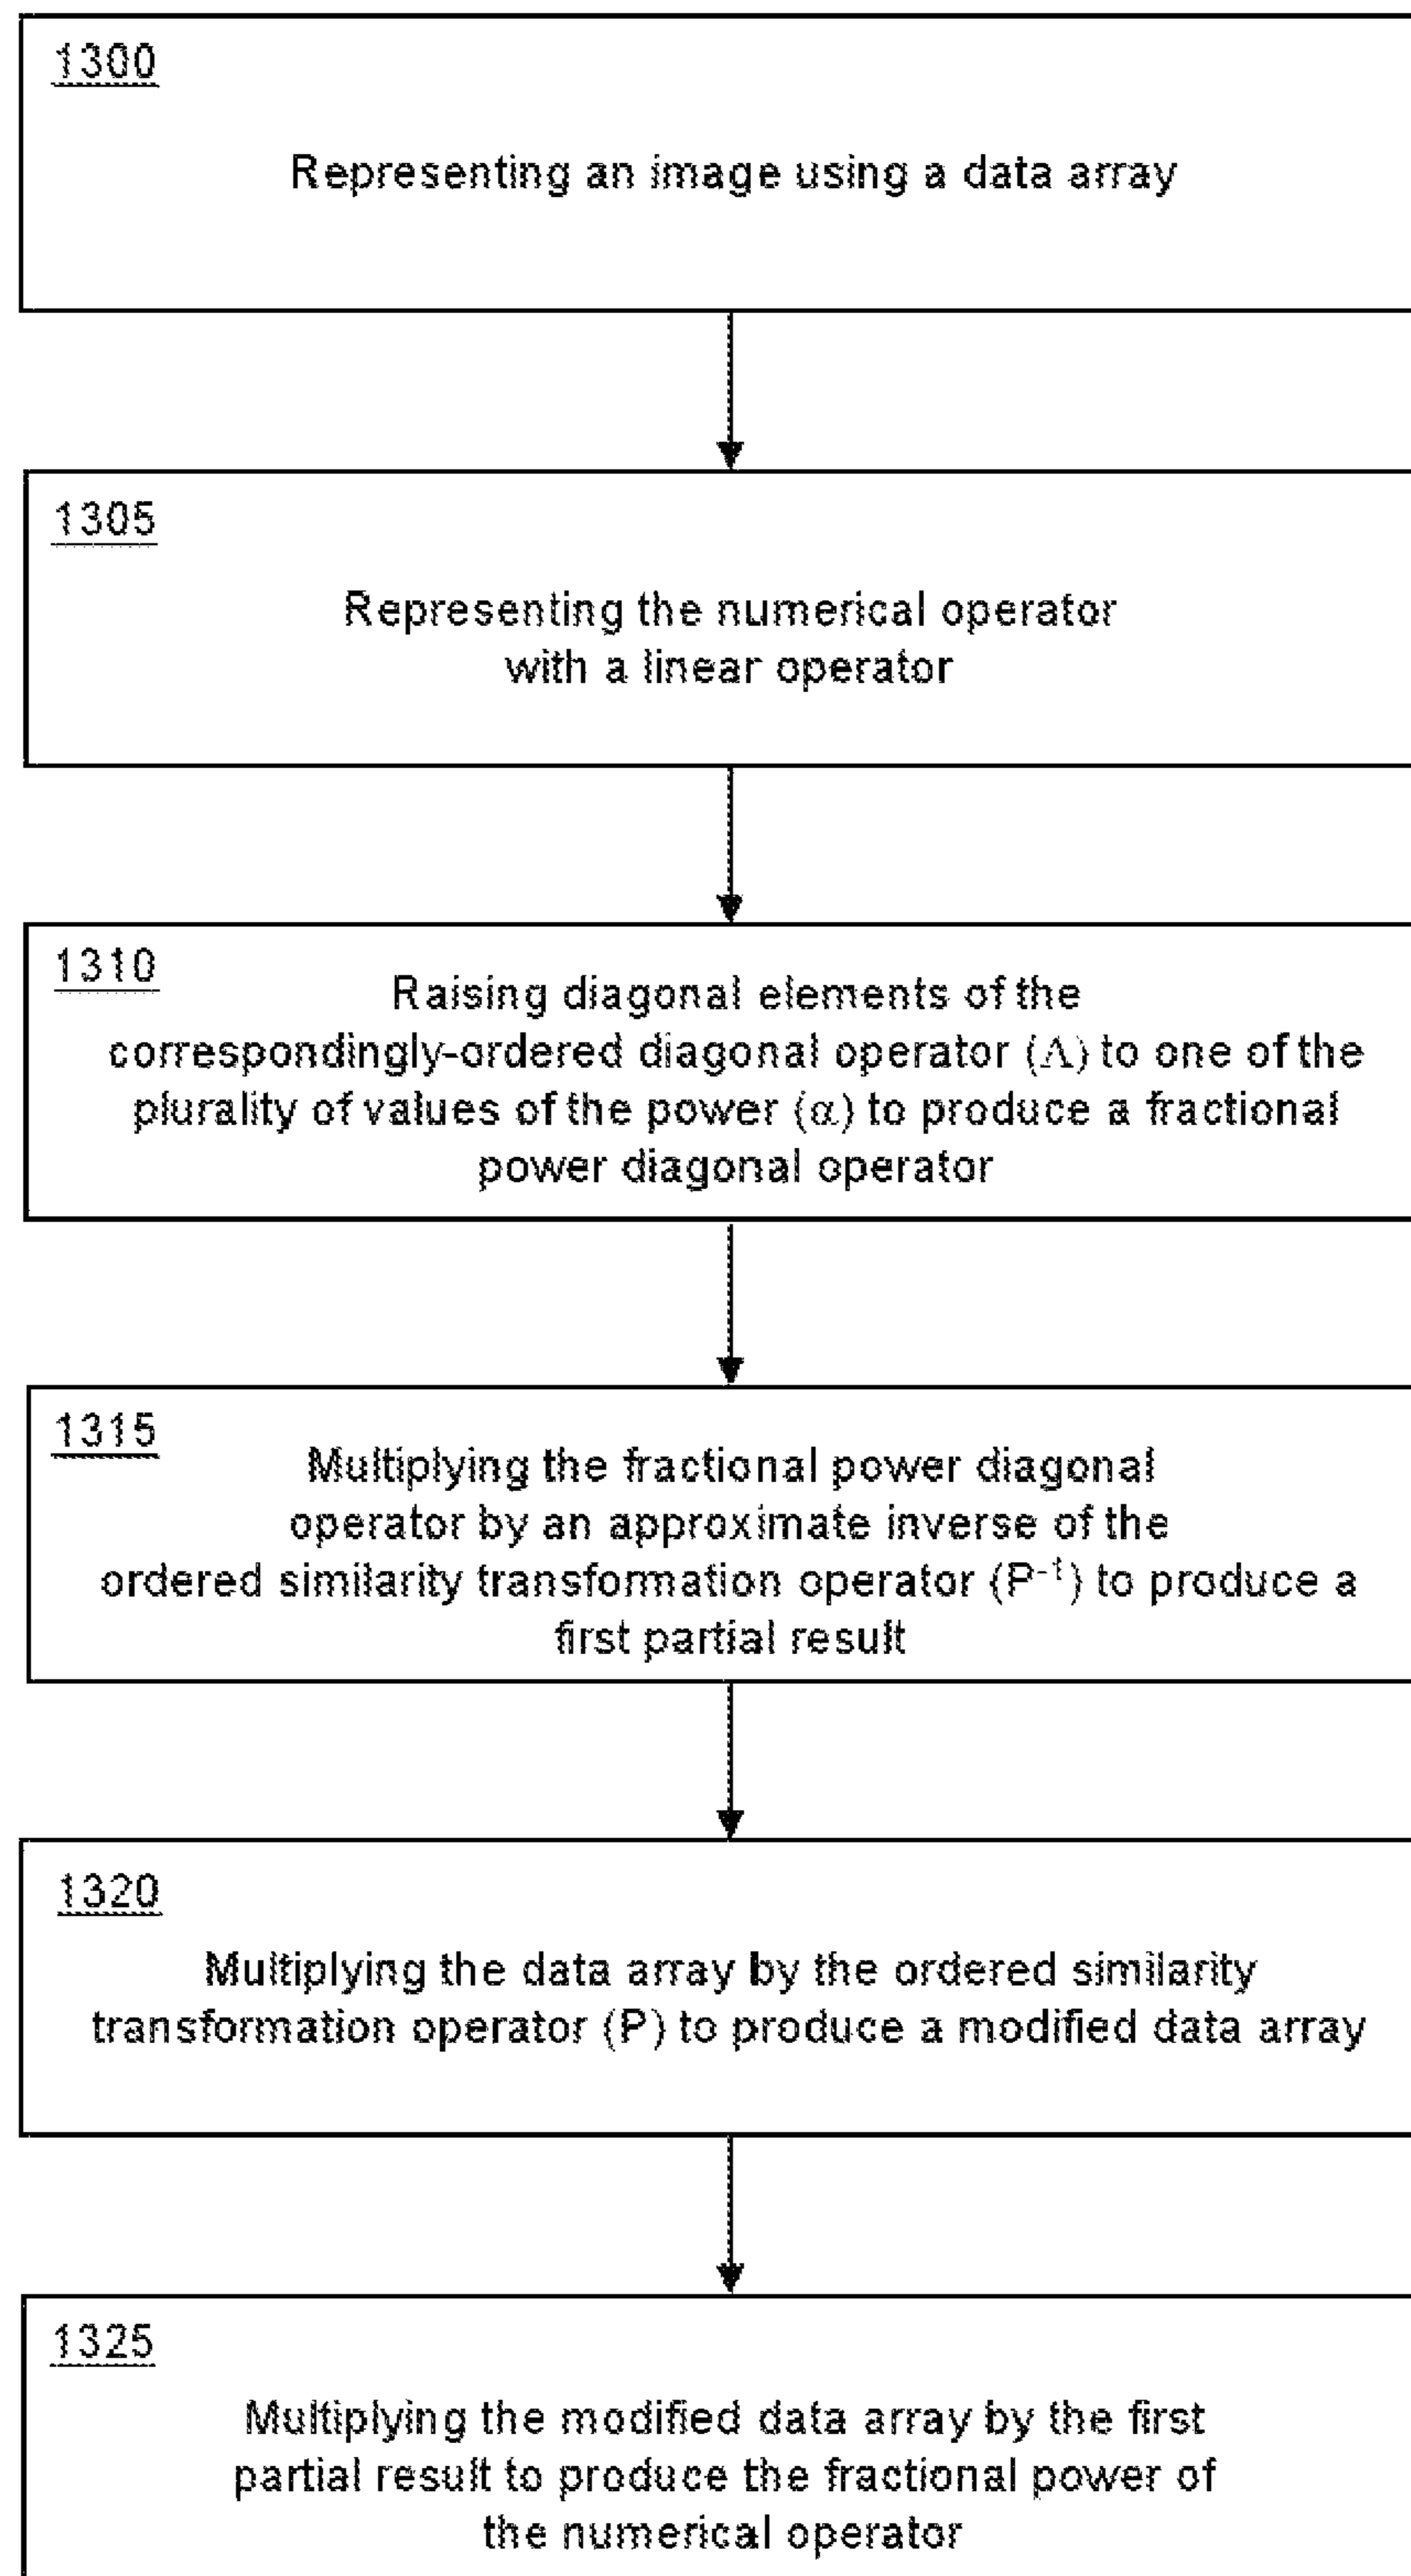 1300
Representing an image using a data array
1305
Representing the numerical operator
with a linear operator
1310
Raising diagonal elements of the
correspondingly-ordered diagonal operator (Λ) to one of the
plurality of values of the power (α) to produce a fractional
power diagonal operator
1315
Multiplying the fractional power diagonal
operator by an approximate inverse of the
ordered similarity transformation operator (P⁻¹) to produce a
first partial result
1320
Multiplying the data array by the ordered similarity
transformation operator (P) to produce a modified data array
1325
Multiplying the modified data array by the first
partial result to produce the fractional power of
the numerical operator